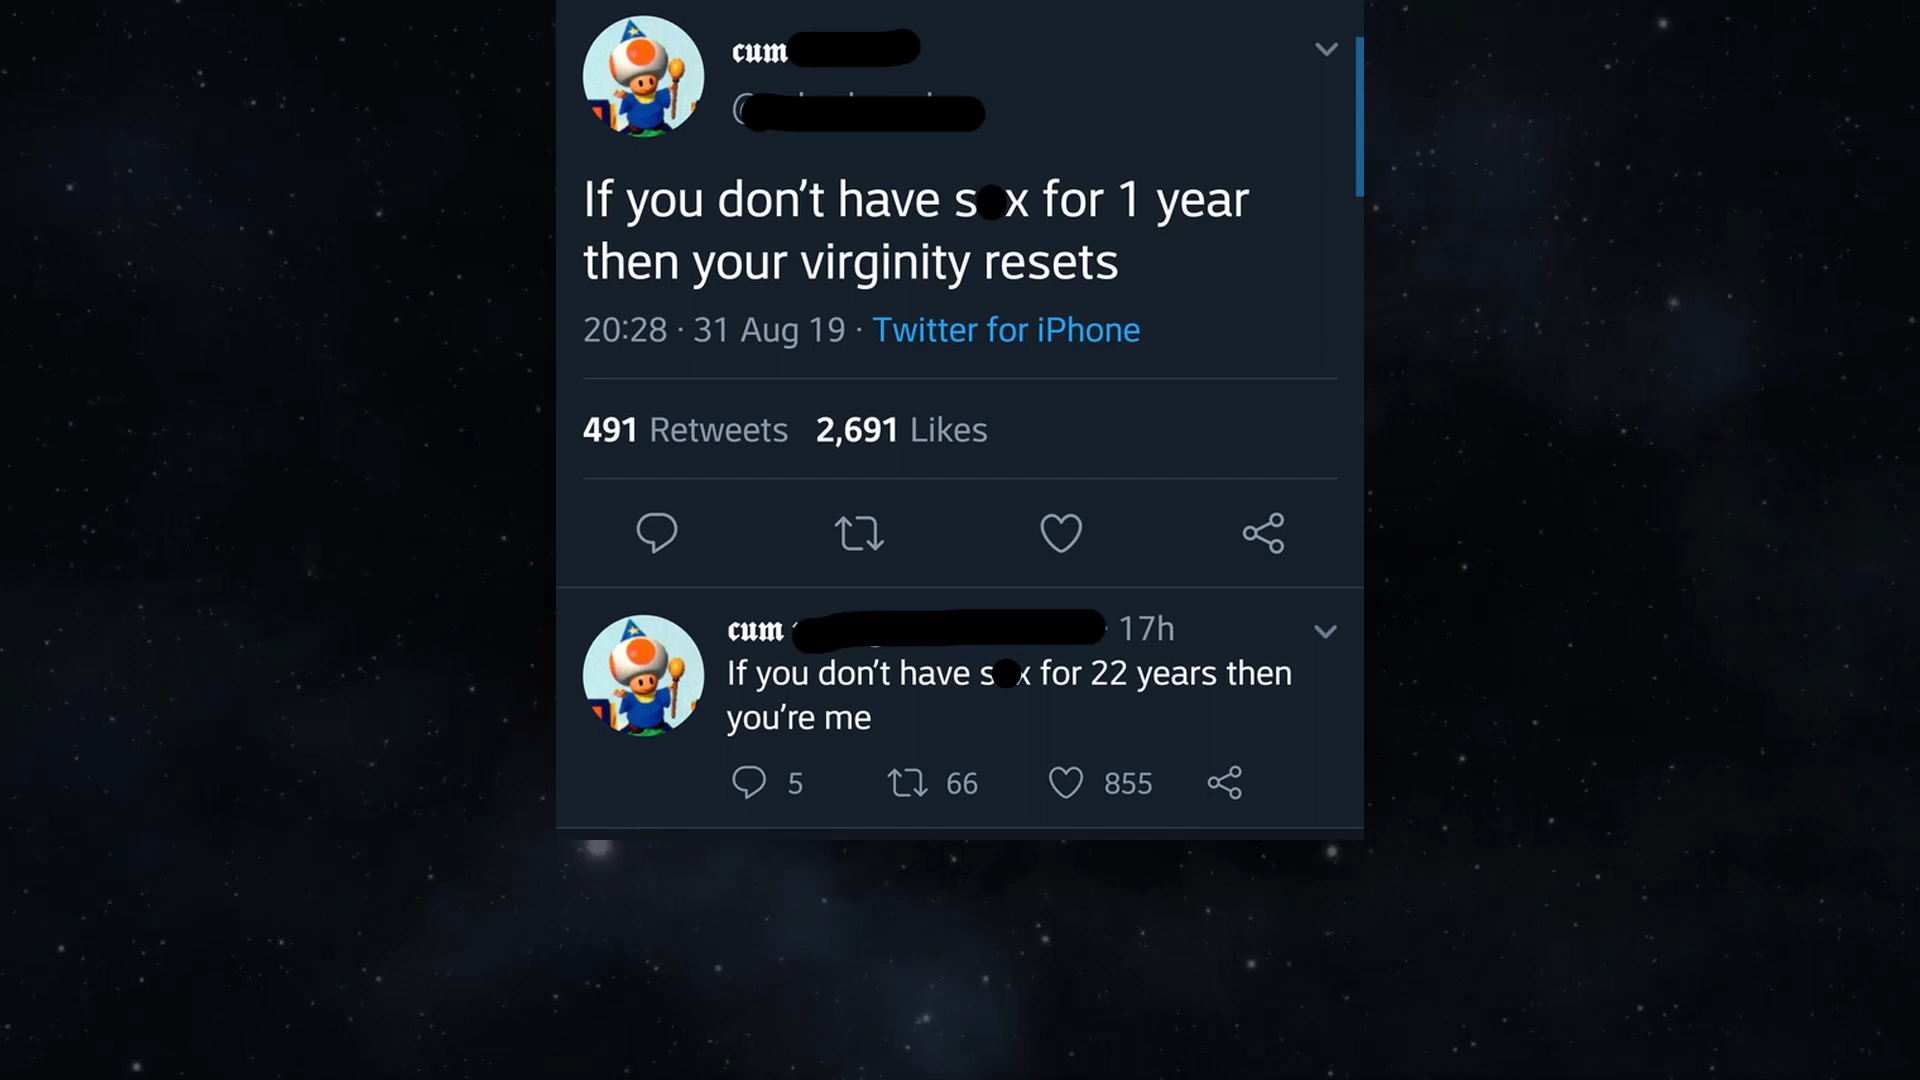 cum
@
If you don't have s x for 1 year
then your virginity resets
20:28 · 31 Aug 19 · Twitter for iPhone
491 Retweets 2,691 Likes
cum · 17h
If you don't have s x for 22 years then
you're me
5 66 855